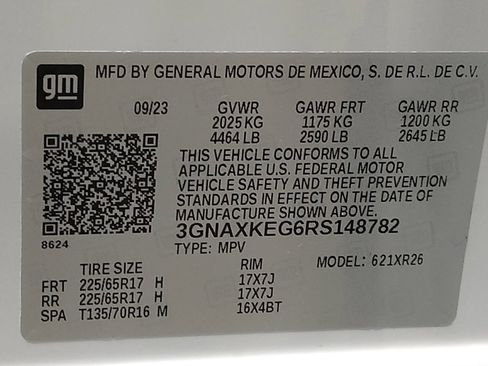 gm MFD BY GENERAL MOTORS DE MEXICO, S. DE R.L. DE C.V.
09/23 GVWR GAWR FRT GAWR RR
2025 KG 1175 KG 1200 KG
4464 LB 2590 LB 2645 LB
THIS VEHICLE CONFORMS TO ALL
APPLICABLE U.S. FEDERAL MOTOR
VEHICLE SAFETY AND THEFT PREVENTION
STANDARDS IN EFFECT ON THE DATE OF
MANUFACTURE SHOWN ABOVE.
3GNAXKEG6RS148782
8624
TYPE: MPV MODEL: 621XR26
TIRE SIZE RIM
FRT 225/65R17 H 17X7J
RR 225/65R17 H 17X7J
SPA T135/70R16 M 16X4BT